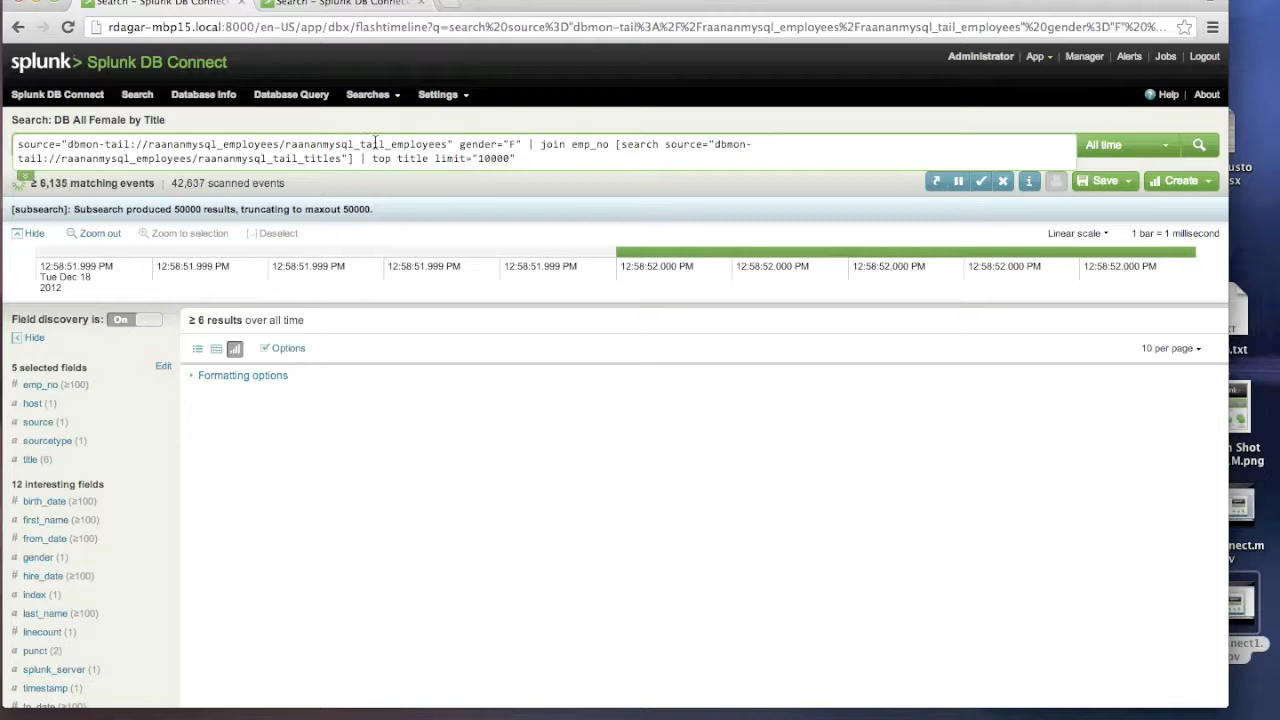 Search - Splunk DB Connect
Search - Splunk DB Connect
rdagar-mbp15.local:8000/en-US/app/dbx/flashtimeline?q=search%20source%3D"dbmon-tail%3A%2F%2Fraananmysql_employees%2Fraananmysql_tail_employees"%20gender%3D"F"%20%...
splunk> Splunk DB Connect
Administrator App Manager Alerts Jobs Logout
Splunk DB Connect Search Database Info Database Query Searches Settings Help About
Search: DB All Female by Title
source="dbmon-tail://raananmysql_employees/raananmysql_tail_employees" gender="F" | join emp_no [search source="dbmon-
tail://raananmysql_employees/raananmysql_tail_titles"] | top title limit="10000"
All time
≥ 6,135 matching events 42,637 scanned events
Save Create
[subsearch]: Subsearch produced 50000 results, truncating to maxout 50000.
Hide Zoom out Zoom to selection Deselect Linear scale 1 bar = 1 millisecond
12:58:51.999 PM 12:58:51.999 PM 12:58:51.999 PM 12:58:51.999 PM 12:58:51.999 PM 12:58:52.000 PM 12:58:52.000 PM 12:58:52.000 PM 12:58:52.000 PM 12:58:52.000 PM
Tue Dec 18
2012
Field discovery is: On
Hide
5 selected fields Edit
# emp_no (≥100)
a host (1)
a source (1)
a sourcetype (1)
a title (6)
12 interesting fields
# birth_date (≥100)
a first_name (≥100)
# from_date (≥100)
a gender (1)
# hire_date (≥100)
a index (1)
a last_name (≥100)
# linecount (1)
a punct (2)
a splunk_server (1)
a timestamp (1)
# to_date (≥100)
≥ 6 results over all time
Options
10 per page
Formatting options
usto
sx
.txt
Shot
.M.png
nect.m
v
nect1.
ov